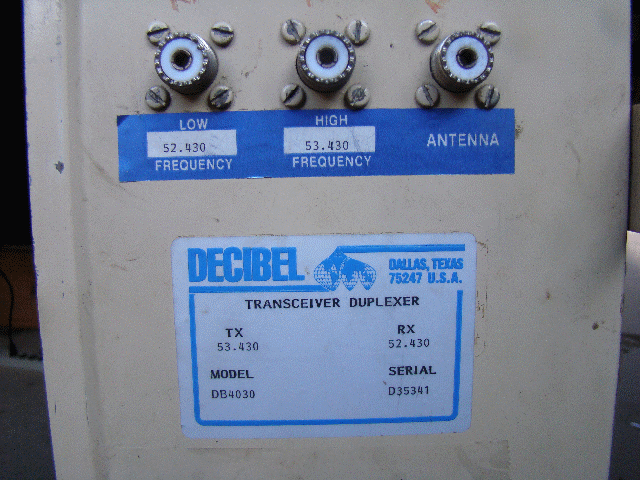 LOW
HIGH
52.430
53.430
ANTENNA
FREQUENCY
FREQUENCY
DECIBEL
DALLAS, TEXAS
75247 U.S.A.
TRANSCEIVER DUPLEXER
TX
RX
53.430
52.430
MODEL
SERIAL
DB4030
D35341